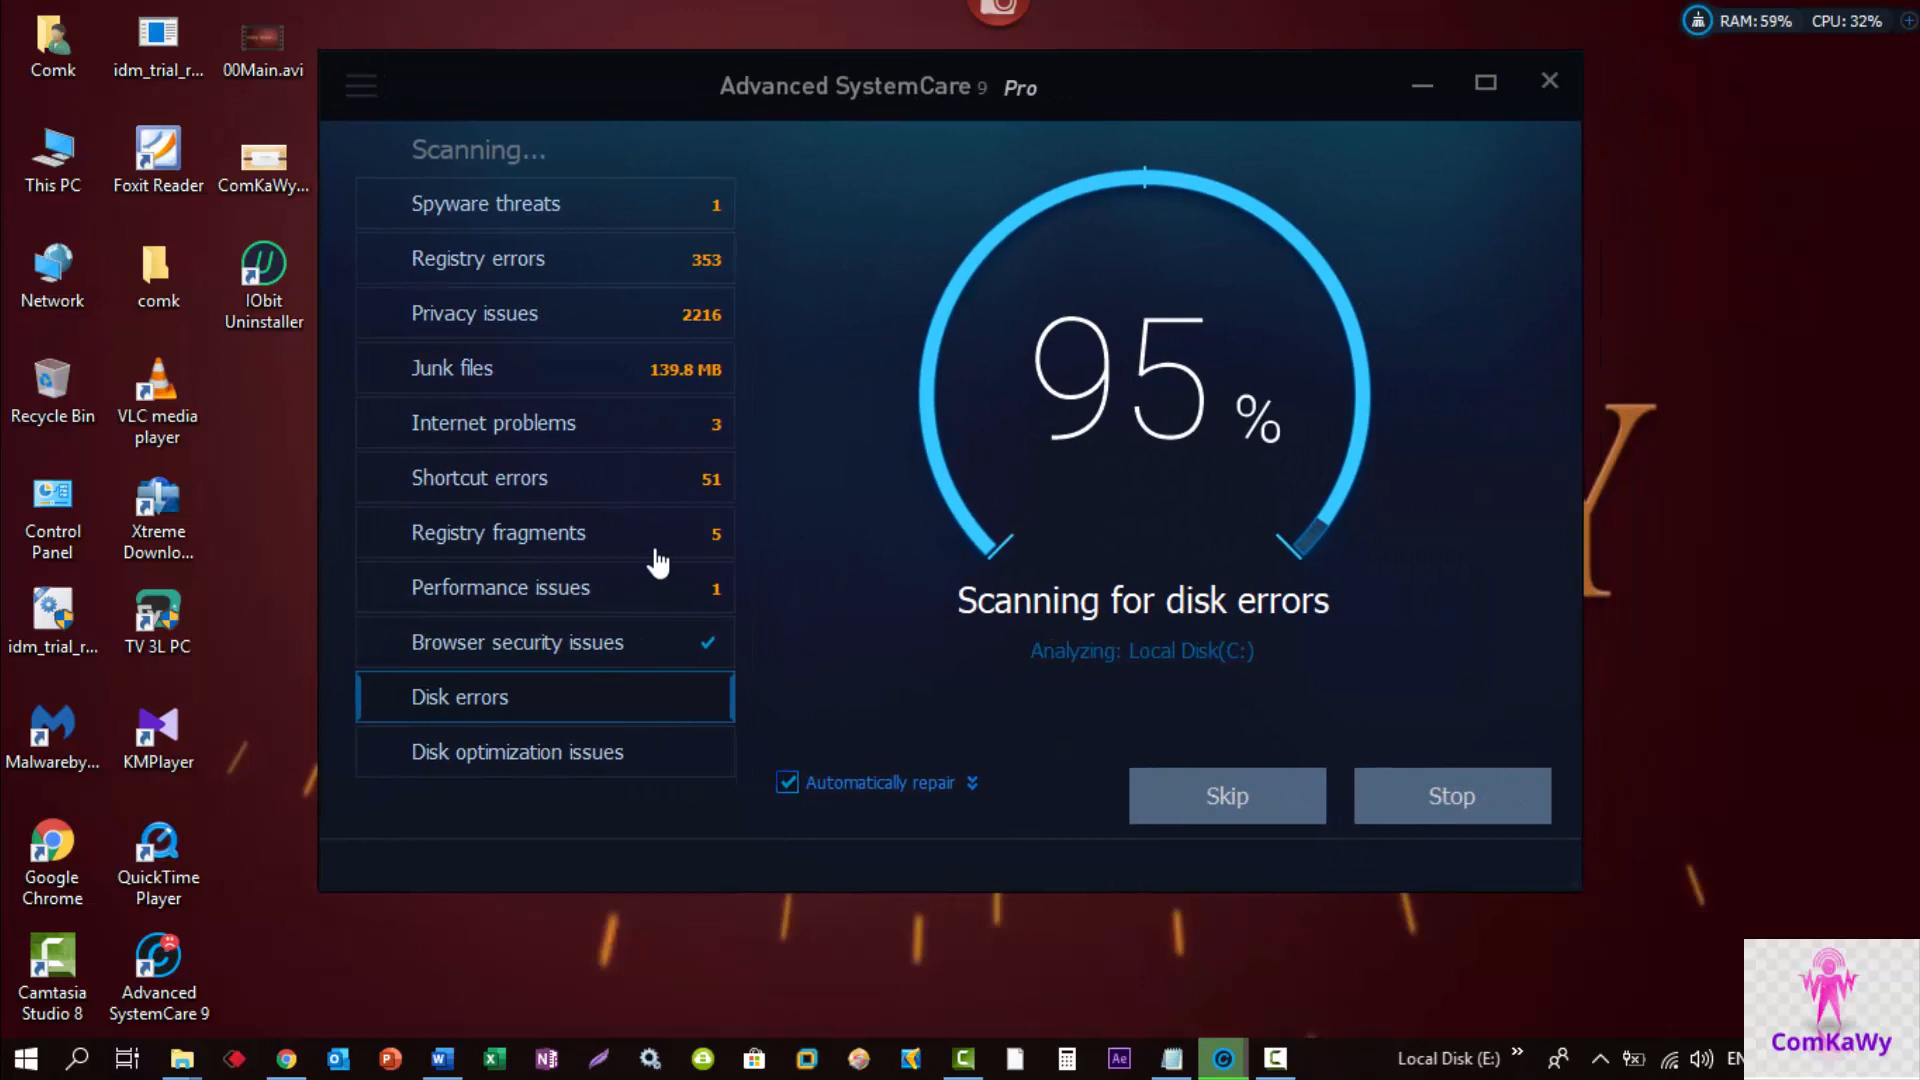 RAM: 59% CPU: 32%
Comk
idm_trial_r...
00Main.avi
This PC
Foxit Reader
ComKaWy...
Network
comk
IObit
Uninstaller
Recycle Bin
VLC media
player
Control
Panel
Xtreme
Downlo...
idm_trial_r...
TV 3L PC
Malwareby...
KMPlayer
Google
Chrome
QuickTime
Player
Camtasia
Studio 8
Advanced
SystemCare 9
Advanced SystemCare 9 Pro
Scanning...
Spyware threats 1
Registry errors 353
Privacy issues 2216
Junk files 139.8 MB
Internet problems 3
Shortcut errors 51
Registry fragments 5
Performance issues 1
Browser security issues
Disk errors
Disk optimization issues
95 %
Scanning for disk errors
Analyzing: Local Disk(C:)
Automatically repair
Skip
Stop
Y
Ae
Local Disk (E:)
ComKaWy